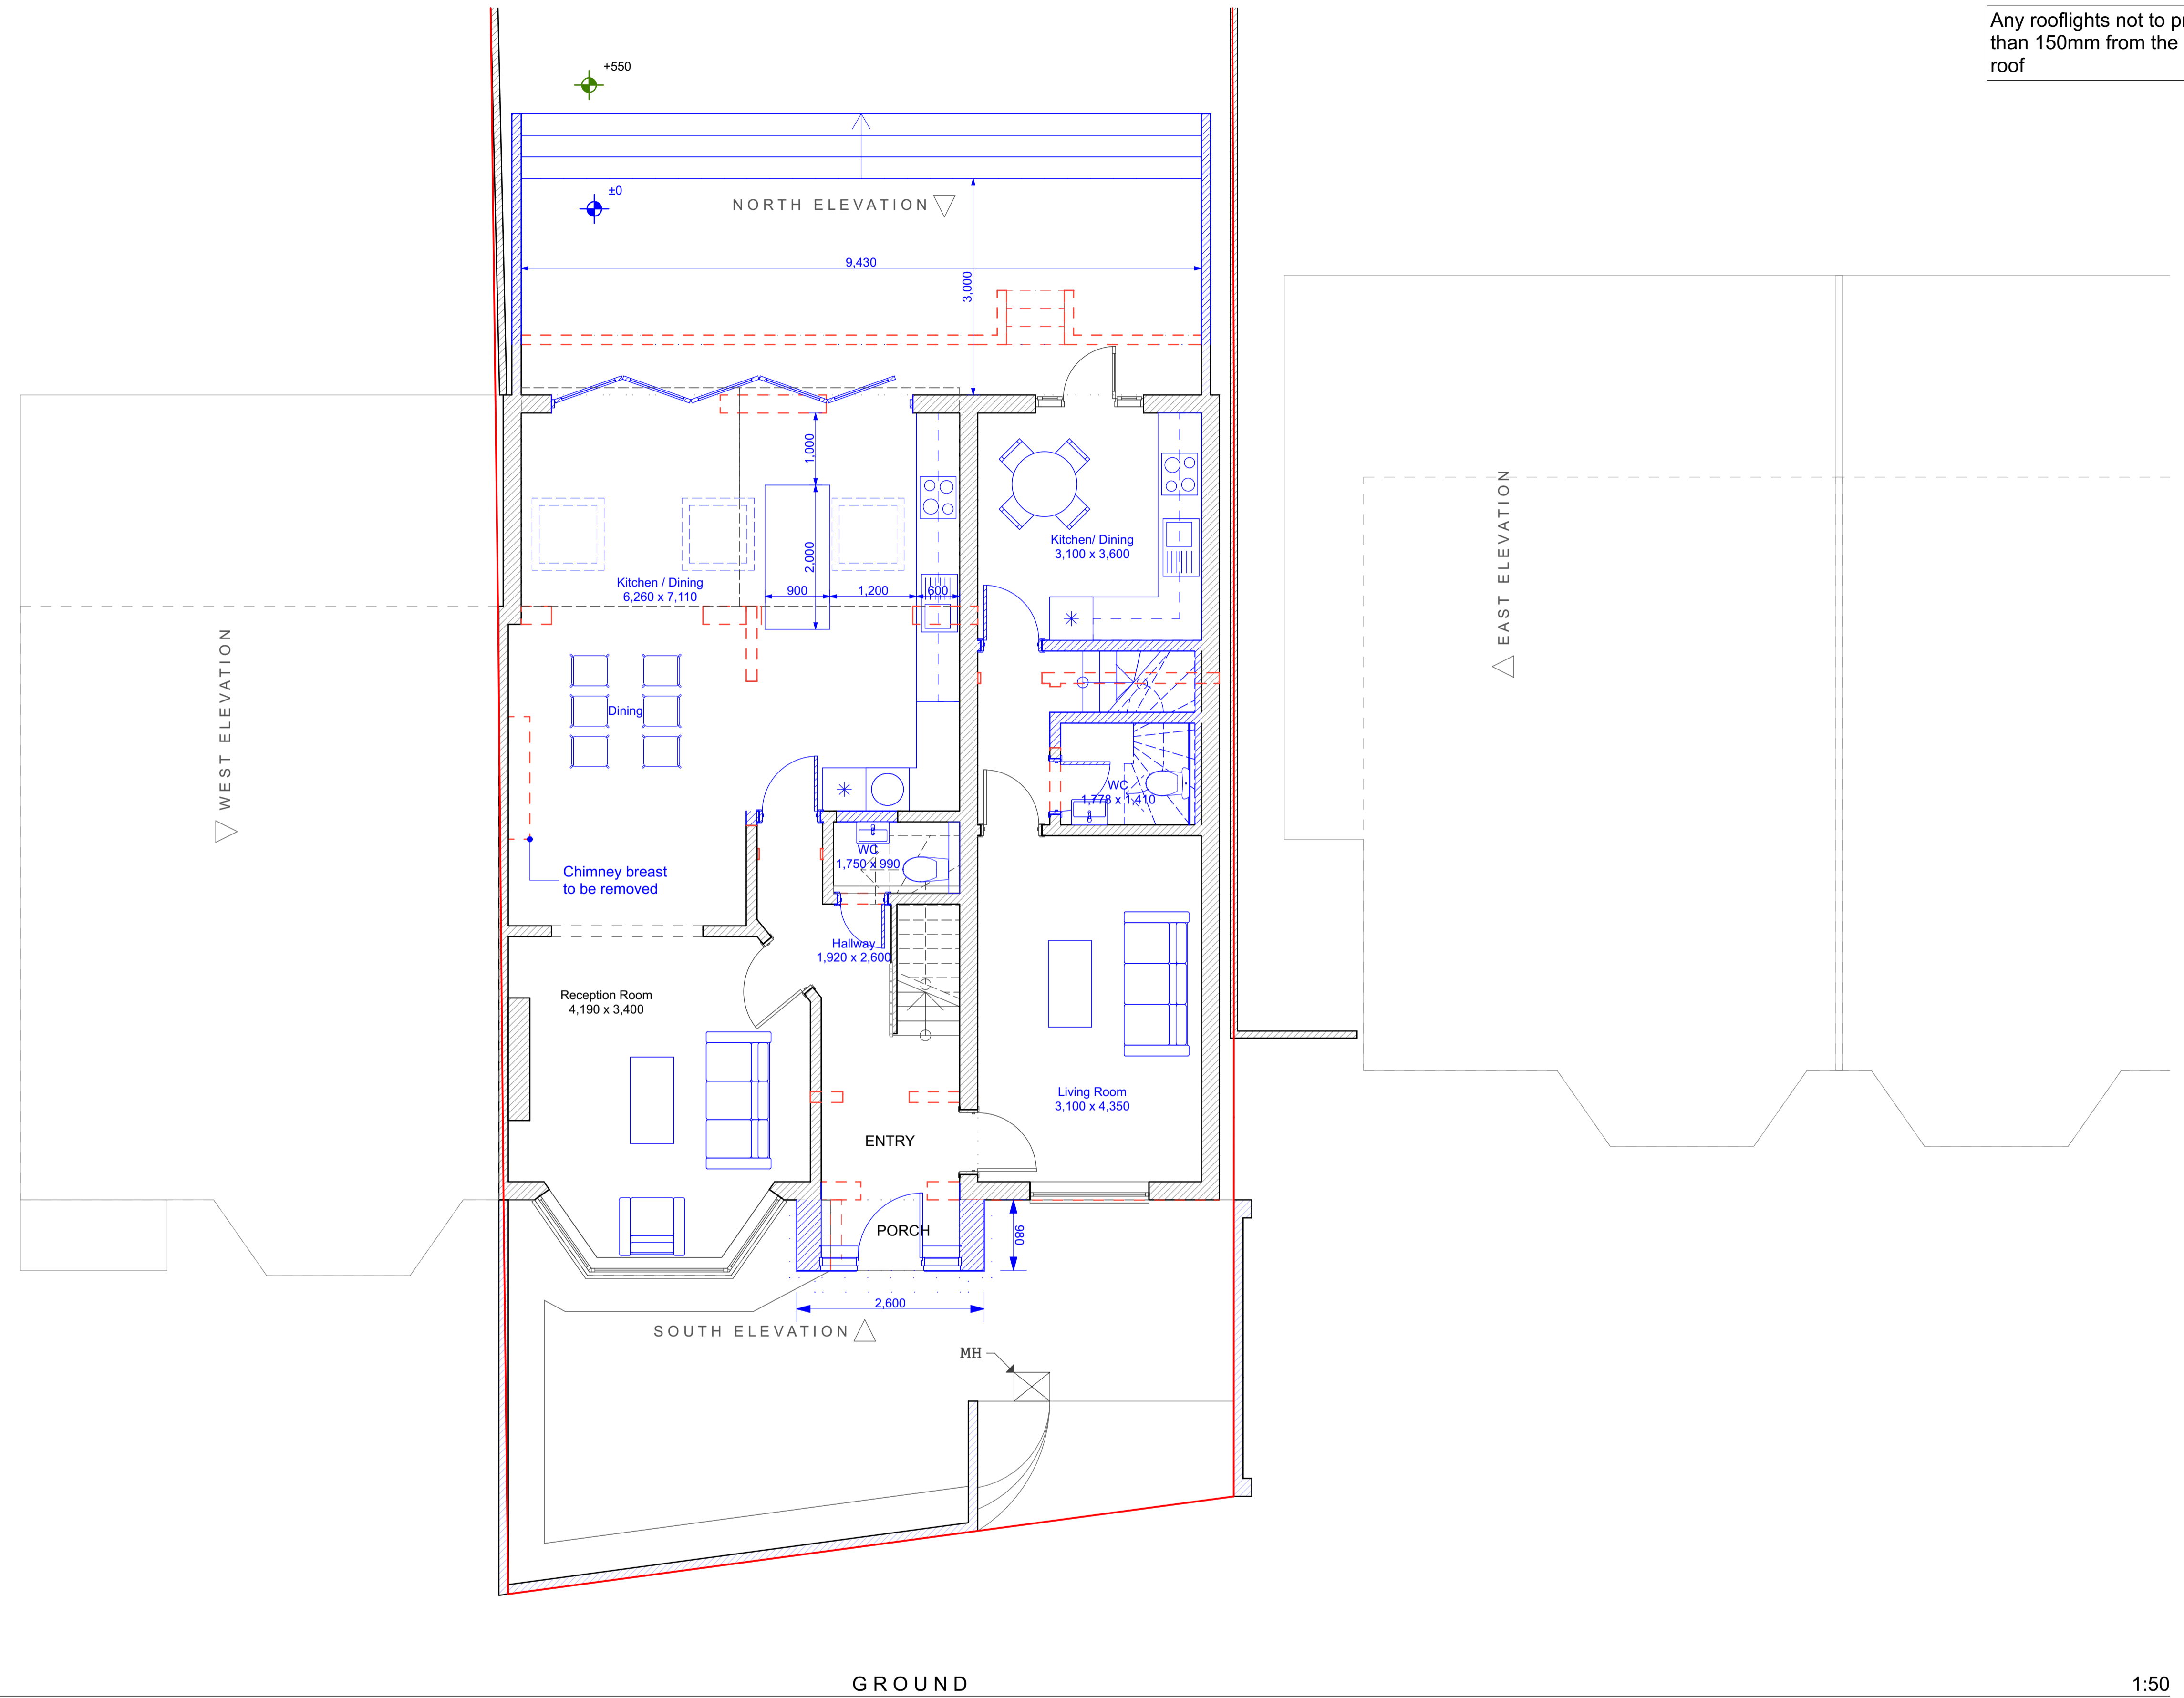 Any rooflights not to pr
than 150mm from the
roof
+550
±0
NORTH ELEVATION
9,430
3,000
1,000
2,000
900
1,200
600
Kitchen / Dining
6,260 x 7,110
Kitchen/ Dining
3,100 x 3,600
WEST ELEVATION
EAST ELEVATION
Dining
WC
1,778 x 1,410
WC
1,750 x 990
Chimney breast
to be removed
Hallway
1,920 x 2,600
Reception Room
4,190 x 3,400
Living Room
3,100 x 4,350
ENTRY
PORCH
980
2,600
SOUTH ELEVATION
MH
GROUND
1:50